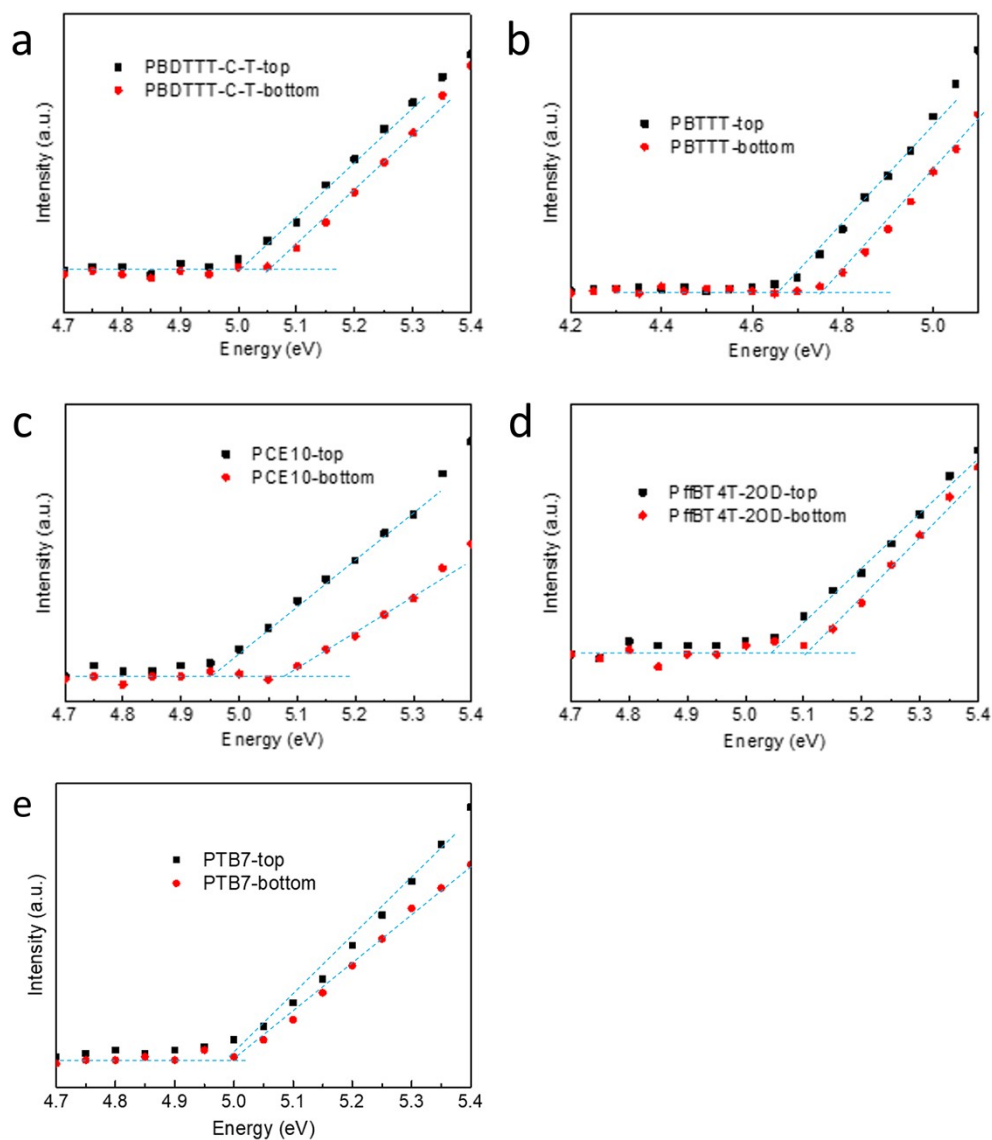 a
PBDTTT-C-T-top
PBDTTT-C-T-bottom
Intensity (a.u.)
4.7 4.8 4.9 5.0 5.1 5.2 5.3 5.4
Energy (eV)
b
PBTTT-top
PBTTT-bottom
Intensity (a.u.)
4.2 4.4 4.6 4.8 5.0
Energy (eV)
c
PCE10-top
PCE10-bottom
Intensity (a.u.)
4.7 4.8 4.9 5.0 5.1 5.2 5.3 5.4
Energy (eV)
d
PffBT4T-2OD-top
PffBT4T-2OD-bottom
Intensity (a.u.)
4.7 4.8 4.9 5.0 5.1 5.2 5.3 5.4
Energy (eV)
e
PTB7-top
PTB7-bottom
Intensity (a.u.)
4.7 4.8 4.9 5.0 5.1 5.2 5.3 5.4
Energy (eV)